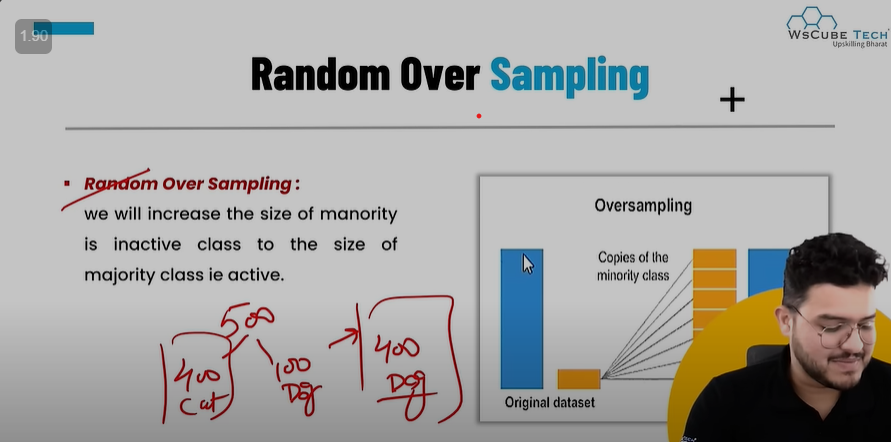 1.90
WsCube Tech
Upskilling Bharat
Random Over Sampling
Random Over Sampling :
we will increase the size of manority
is inactive class to the size of
majority class ie active.
500
400
Cat
100
Dog
400
Dog
Oversampling
Copies of the
minority class
Original dataset